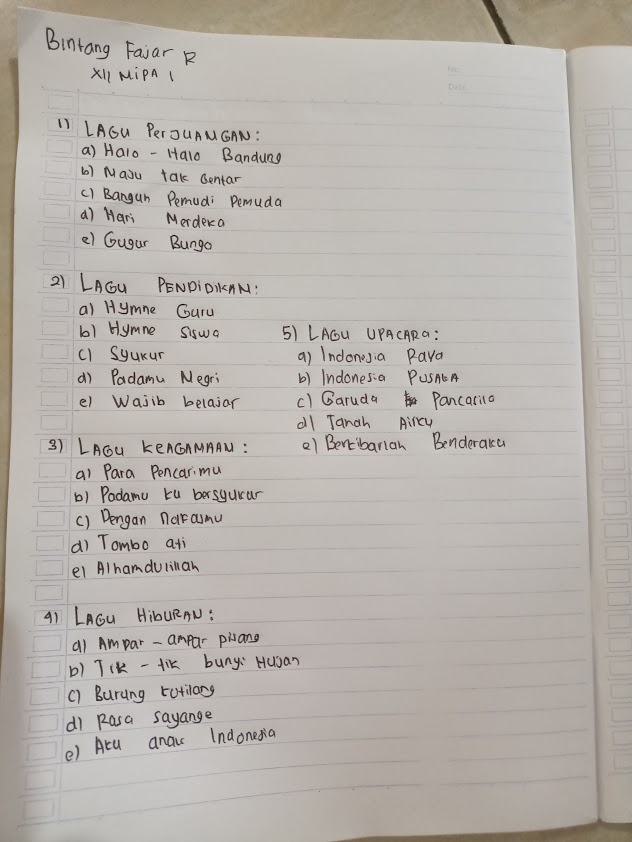 Bintang Fajar R
XII MIPA 1
No:
Date:
1) LAGU PERJUANGAN:
a) Halo - Halo Bandung
b) Maju tak Gentar
c) Bangun Pemudi Pemuda
d) Hari Merdeka
e) Gugur Bungo
2) LAGU PENDIDIKAN:
a) Hymne Guru
b) Hymne Siswa
c) Syukur
d) Padamu Negri
e) Wajib belajar
3) LAGU KEAGAMAAN:
a) Para Pencarimu
b) Padamu ku bersyukur
c) Dengan Nafasmu
d) Tombo ati
e) Alhamdulillah
4) LAGU HIBURAN:
a) Ampar - ampar pisang
b) Tik - tik bunyi Hujan
c) Burung kutilang
d) Rasa sayange
e) Aku anak Indonesia
5) LAGU UPACARA:
a) Indonesia Raya
b) Indonesia PUSAKA
c) Garuda Pancarila
d) Tanah Airku
e) Berkibarlah Benderaku